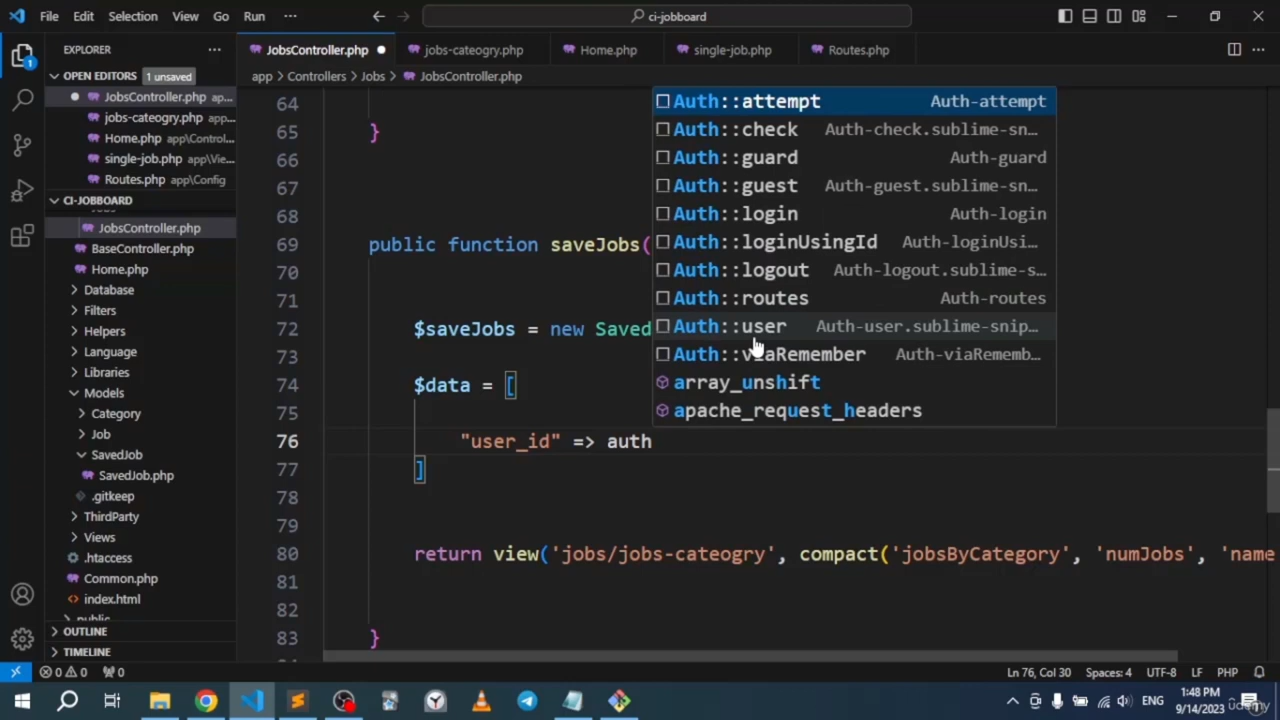 File Edit Selection View Go Run ··· ci-jobboard
EXPLORER ··· JobsController.php jobs-cateogry.php Home.php single-job.php Routes.php ···
OPEN EDITORS 1 unsaved
app > Controllers > Jobs > JobsController.php
JobsController.php ap...
jobs-cateogry.php ap...
Home.php app\Control...
single-job.php app\Vie...
Routes.php app\Config
CI-JOBBOARD
JobsController.php
BaseController.php
Home.php
Database
Filters
Helpers
Language
Libraries
Models
Category
Job
SavedJob
SavedJob.php
.gitkeep
ThirdParty
Views
.htaccess
Common.php
index.html
public
OUTLINE
TIMELINE
64
65 }
66
67
68
69 public function saveJobs(
70
71
72 $saveJobs = new Saved
73
74 $data = [
75
76 "user_id" => auth
77 ]
78
79
80 return view('jobs/jobs-cateogry', compact('jobsByCategory', 'numJobs', 'name
81
82
83 }
Auth::attempt Auth-attempt
Auth::check Auth-check.sublime-sn...
Auth::guard Auth-guard
Auth::guest Auth-guest.sublime-sn...
Auth::login Auth-login
Auth::loginUsingId Auth-loginUsi...
Auth::logout Auth-logout.sublime-s...
Auth::routes Auth-routes
Auth::user Auth-user.sublime-snip...
Auth::viaRemember Auth-viaRememb...
array_unshift
apache_request_headers
0 0 0 Ln 76, Col 30 Spaces: 4 UTF-8 LF PHP
ENG 1:48 PM
9/14/2023
udemy